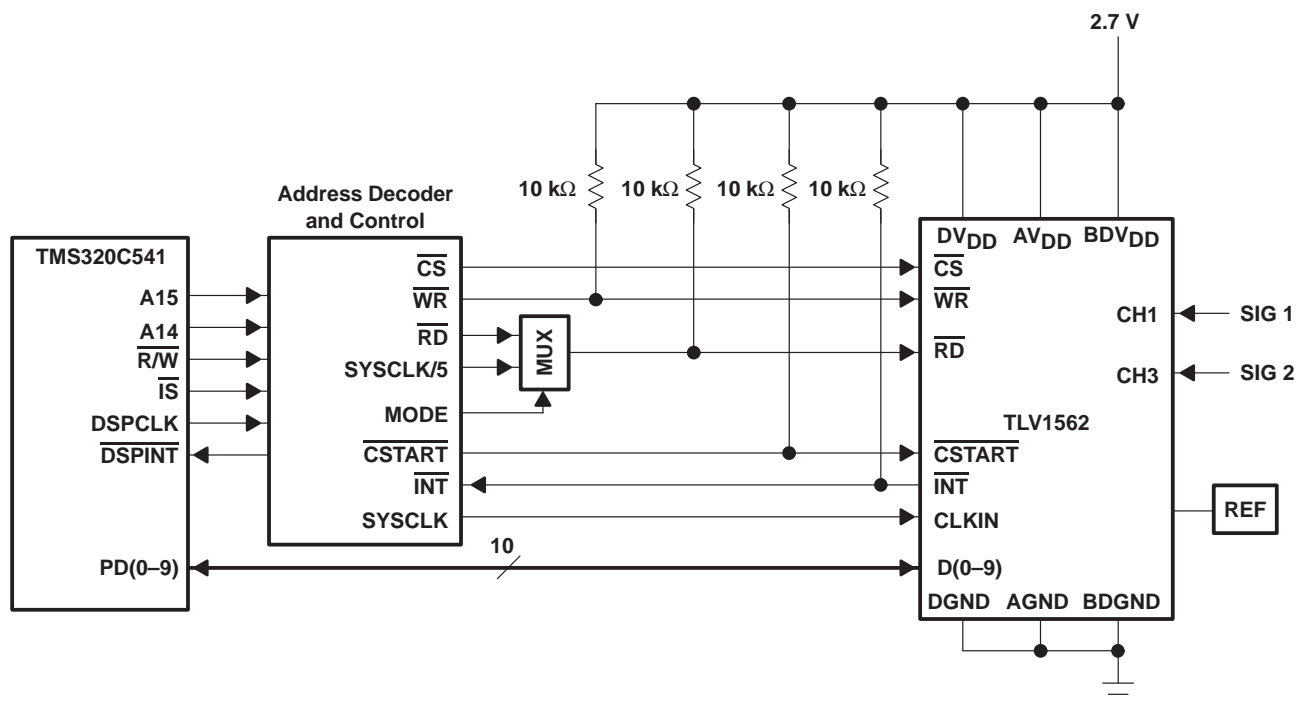 2.7 V
10 kΩ 10 kΩ 10 kΩ 10 kΩ
Address Decoder
and Control
TMS320C541
A15
A14
R/W
IS
DSPCLK
DSPINT
PD(0–9)
CS
WR
RD
SYSCLK/5
MODE
CSTART
INT
SYSCLK
MUX
10
DVDD AVDD BDVDD
CS
WR
RD
CSTART
INT
CLKIN
D(0–9)
CH1
CH3
TLV1562
DGND AGND BDGND
SIG 1
SIG 2
REF